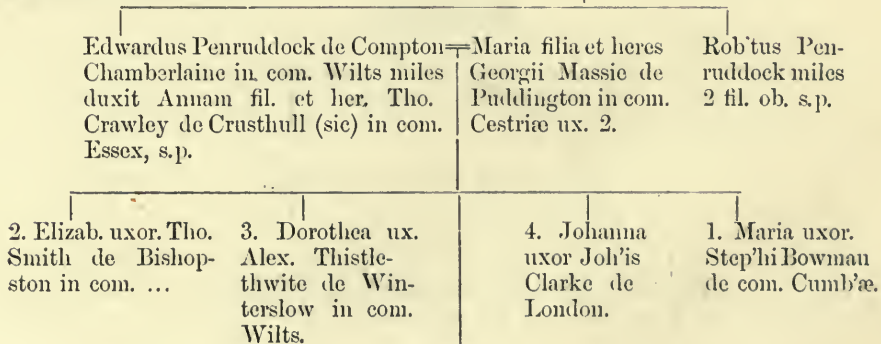 Edwardus Penruddock de Compton
Chamberlaine in com. Wilts miles
duxit Annam fil. et her. Tho.
Crawley de Crusthull (sic) in com.
Essex, s.p.
Maria filia et heres
Georgii Massie de
Puddington in com.
Cestriæ ux. 2.
Rob'tus Pen-
ruddock miles
2 fil. ob. s.p.
2. Elizab. uxor. Tho.
Smith de Bishop-
ston in com. ...
3. Dorothea ux.
Alex. Thistle-
thwite de Win-
terslow in com.
Wilts.
4. Johanna
uxor Joh'is
Clarke de
London.
1. Maria uxor.
Step'hi Bowman
de com. Cumb'æ.